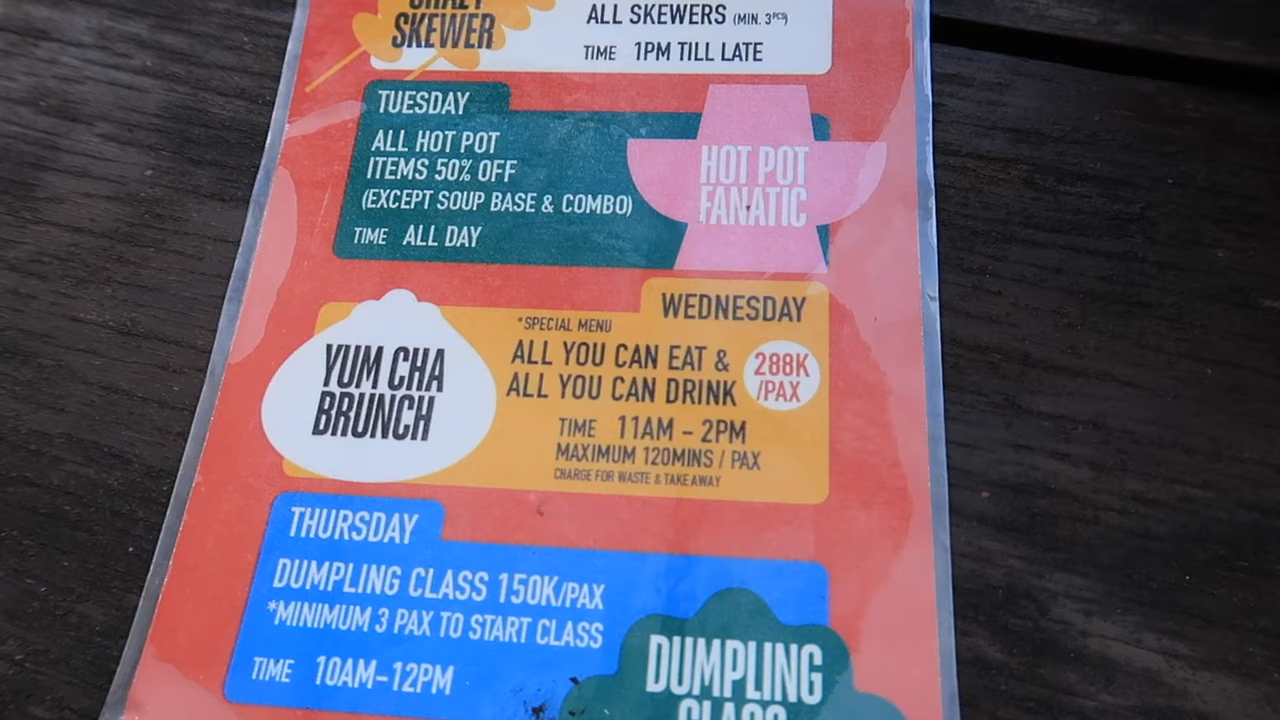 CRAZY
SKEWER
ALL SKEWERS (MIN. 3PCS)
TIME 1PM TILL LATE
TUESDAY
ALL HOT POT
ITEMS 50% OFF
(EXCEPT SOUP BASE & COMBO)
TIME ALL DAY
HOT POT
FANATIC
WEDNESDAY
*SPECIAL MENU
ALL YOU CAN EAT &
ALL YOU CAN DRINK
288K
/PAX
YUM CHA
BRUNCH
TIME 11AM - 2PM
MAXIMUM 120MINS / PAX
CHARGE FOR WASTE & TAKE AWAY
THURSDAY
DUMPLING CLASS 150K/PAX
*MINIMUM 3 PAX TO START CLASS
TIME 10AM-12PM
DUMPLING
CLASS